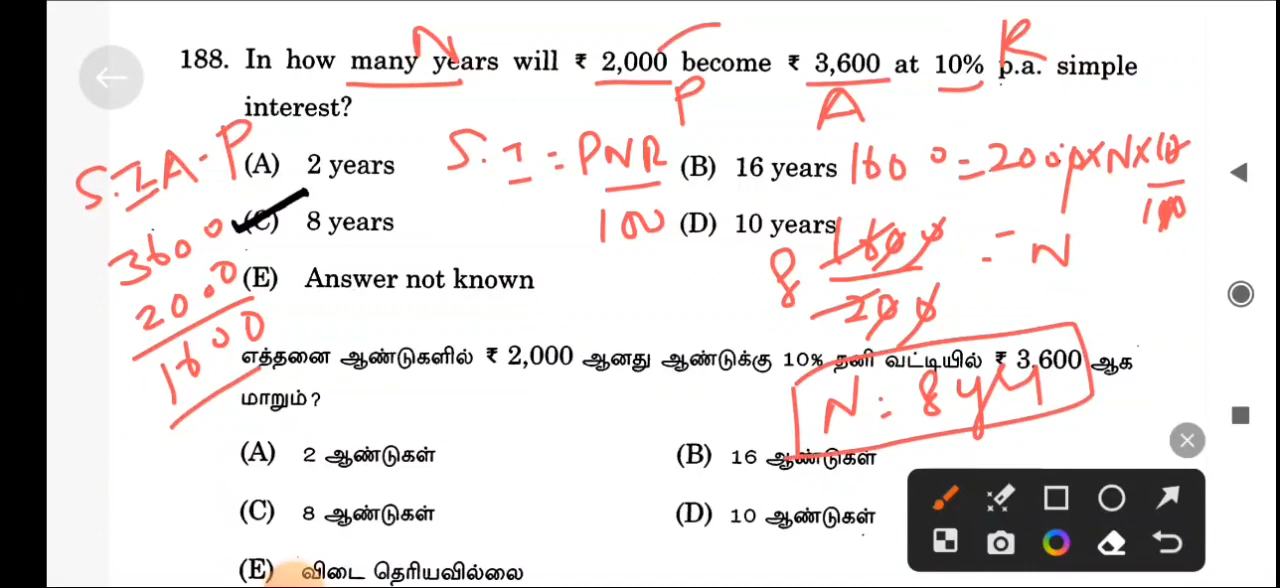 188. In how many years will ₹ 2,000 become ₹ 3,600 at 10% p.a. simple
interest?
N
P
A
R
(A) 2 years
(B) 16 years
(C) 8 years
(D) 10 years
(E) Answer not known
S.I A - P
3600
2000
1600
S.I = PNR
100
1600 = 2000 × N × 10
100
8 1600 = N
200
N = 8 yrs
எத்தனை ஆண்டுகளில் ₹ 2,000 ஆனது ஆண்டுக்கு 10% தனி வட்டியில் ₹ 3,600 ஆக
மாறும்?
(A) 2 ஆண்டுகள்
(B) 16 ஆண்டுகள்
(C) 8 ஆண்டுகள்
(D) 10 ஆண்டுகள்
(E) விடை தெரியவில்லை